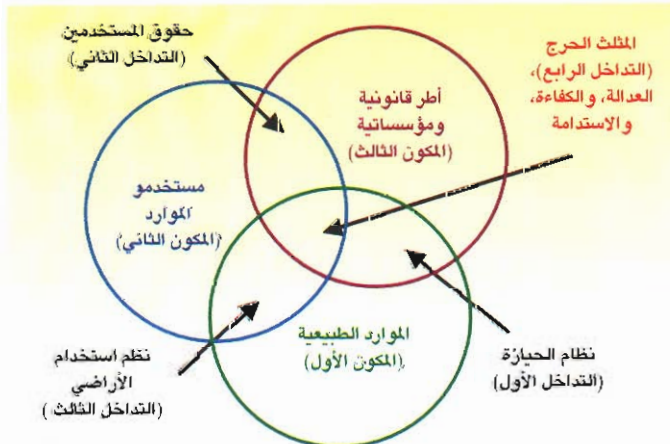 حقوق المستخدمين
(التداخل الثاني)
المثلث الحرج
(التداخل الرابع)،
العدالة، والكفاءة،
والاستدامة
أطر قانونية
ومؤسساتية
(المكون الثالث)
مستخدمو
الموارد
(المكون الثاني)
الموارد الطبيعية
(المكون الأول)
نظم استخدام
الأراضي
(التداخل الثالث)
نظام الحيازة
(التداخل الأول)